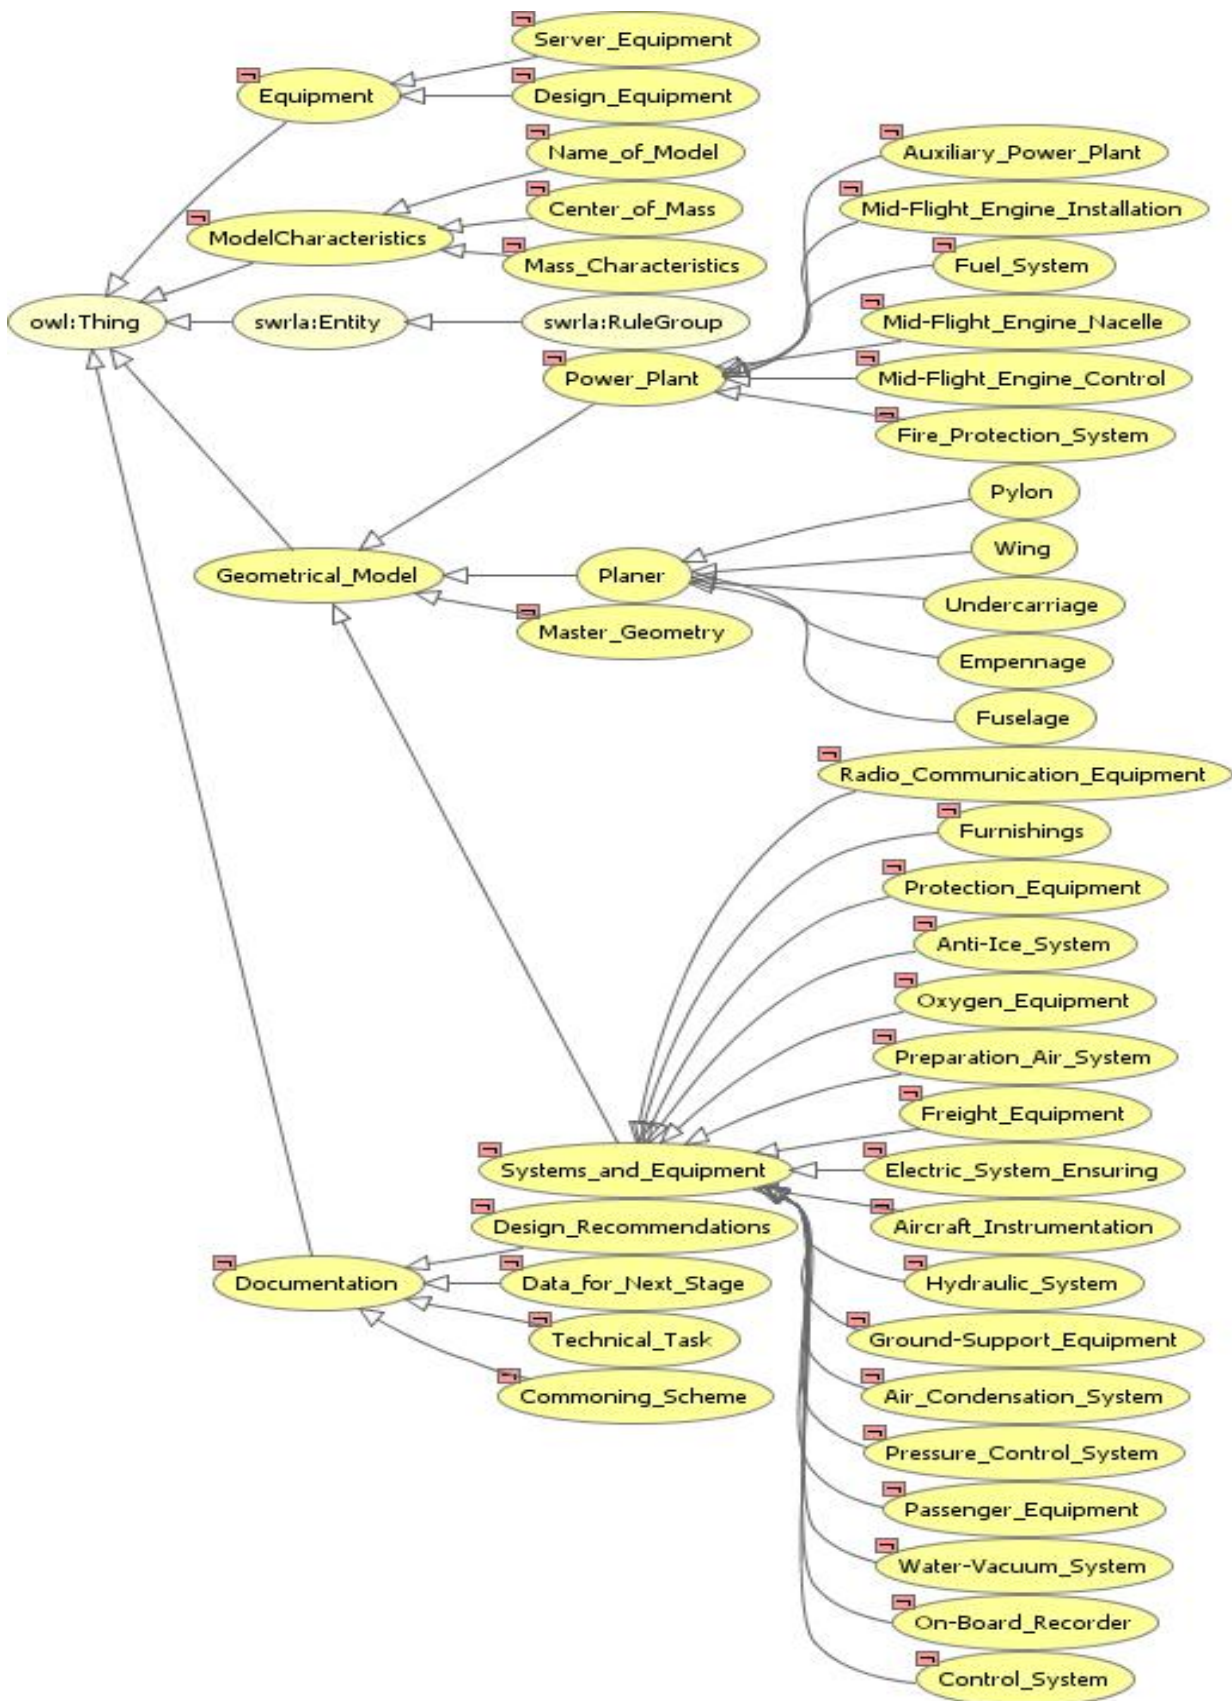 Server_Equipment
Equipment
Design_Equipment
Name_of_Model
Auxiliary_Power_Plant
Center_of_Mass
Mid-Flight_Engine_Installation
ModelCharacteristics
Mass_Characteristics
Fuel_System
owl:Thing
swrla:Entity
swrla:RuleGroup
Mid-Flight_Engine_Nacelle
Power_Plant
Mid-Flight_Engine_Control
Fire_Protection_System
Pylon
Wing
Geometrical_Model
Planer
Undercarriage
Master_Geometry
Empennage
Fuselage
Radio_Communication_Equipment
Furnishings
Protection_Equipment
Anti-Ice_System
Oxygen_Equipment
Preparation_Air_System
Freight_Equipment
Systems_and_Equipment
Electric_System_Ensuring
Design_Recommendations
Aircraft_Instrumentation
Documentation
Data_for_Next_Stage
Hydraulic_System
Technical_Task
Ground-Support_Equipment
Commoning_Scheme
Air_Condensation_System
Pressure_Control_System
Passenger_Equipment
Water-Vacuum_System
On-Board_Recorder
Control_System